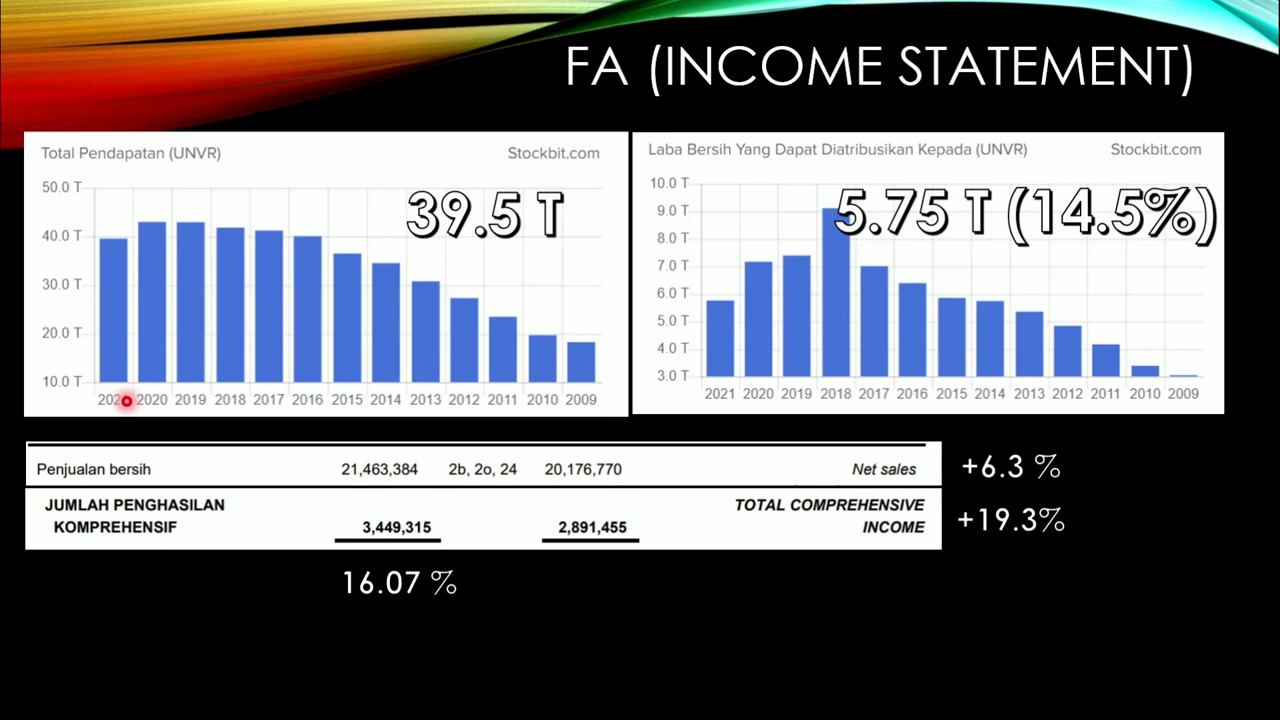 FA (INCOME STATEMENT)
Total Pendapatan (UNVR) Stockbit.com
50.0 T
40.0 T
30.0 T
20.0 T
10.0 T
39.5 T
2020 2019 2018 2017 2016 2015 2014 2013 2012 2011 2010 2009
Laba Bersih Yang Dapat Diatribusikan Kepada (UNVR) Stockbit.com
10.0 T
9.0 T
8.0 T
7.0 T
6.0 T
5.0 T
4.0 T
3.0 T
5.75 T (14.5%)
2021 2020 2019 2018 2017 2016 2015 2014 2013 2012 2011 2010 2009
Penjualan bersih 21,463,384 2b, 2o, 24 20,176,770 Net sales +6.3 %
JUMLAH PENGHASILAN TOTAL COMPREHENSIVE
KOMPREHENSIF 3,449,315 2,891,455 INCOME +19.3%
16.07 %